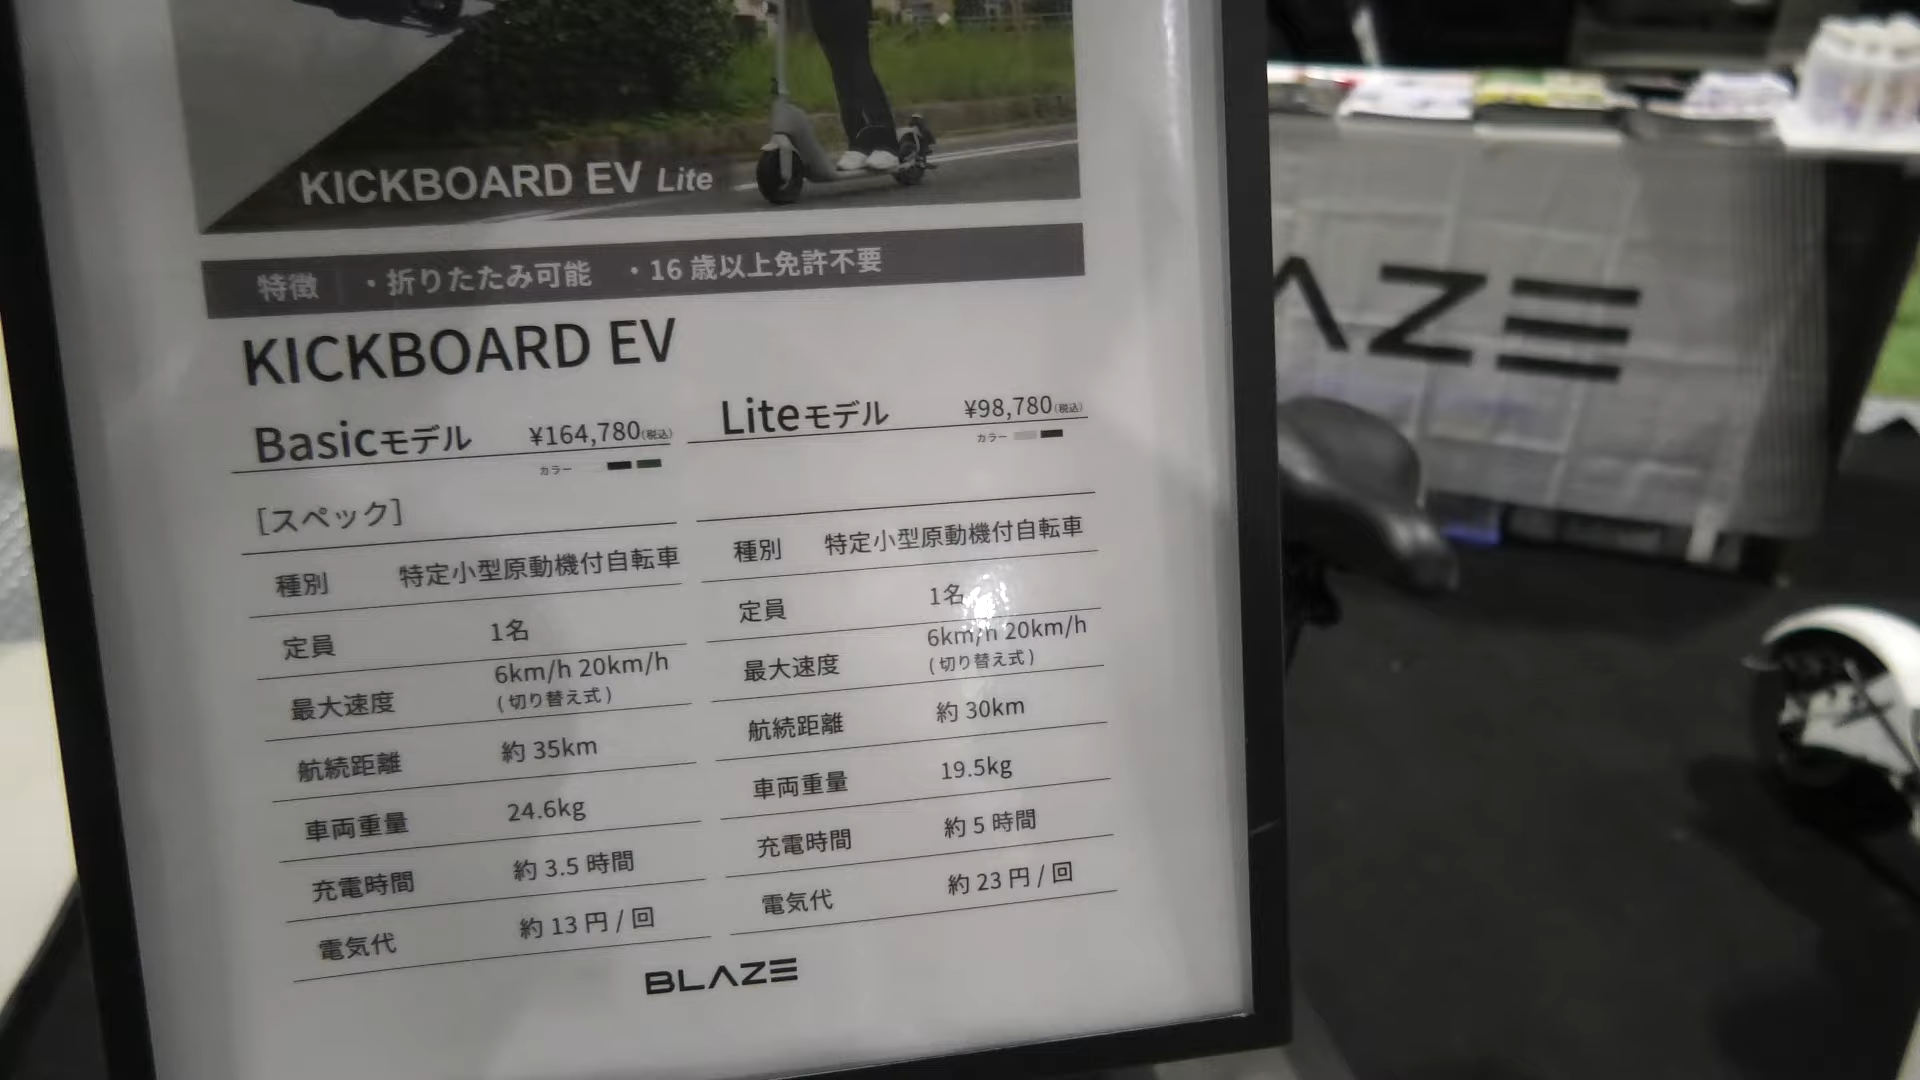 KICKBOARD EV Lite
特徴 ・折りたたみ可能 ・16 歳以上免許不要
KICKBOARD EV
Basicモデル ¥164,780(税込)
カラー
[スペック]
種別 特定小型原動機付自転車
定員 1名
最大速度 6km/h 20km/h
(切り替え式)
航続距離 約 35km
車両重量 24.6kg
充電時間 約 3.5 時間
電気代 約 13 円 / 回
Liteモデル ¥98,780(税込)
カラー
種別 特定小型原動機付自転車
定員 1名
最大速度 6km/h 20km/h
(切り替え式)
航続距離 約 30km
車両重量 19.5kg
充電時間 約 5 時間
電気代 約 23 円 / 回
BLAZE
AZE